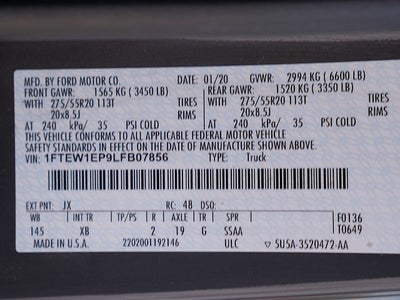 MFD. BY FORD MOTOR CO. 01/20 GVWR: 2994 KG ( 6600 LB)
FRONT GAWR: 1565 KG ( 3450 LB) REAR GAWR: 1520 KG ( 3350 LB)
WITH 275/55R20 113T TIRES WITH 275/55R20 113T TIRES
20x8.5J RIMS 20x8.5J RIMS
AT 240 kPa/ 35 PSI COLD AT 240 kPa/ 35 PSI COLD
THIS VEHICLE CONFORMS TO ALL APPLICABLE FEDERAL MOTOR VEHICLE
SAFETY STANDARDS IN EFFECT ON THE DATE OF MANUFACTURE SHOWN ABOVE.
VIN: 1FTEW1EP9LFB07856 TYPE: Truck
EXT PNT: JX RC: 48 DSO:
WB INT TR TP/PS R AXLE TR SPR F0136
145 XB 2 19 G SSAA T0649
MADE IN U.S.A. 2202001192146 ULC 5U5A-3520472-AA